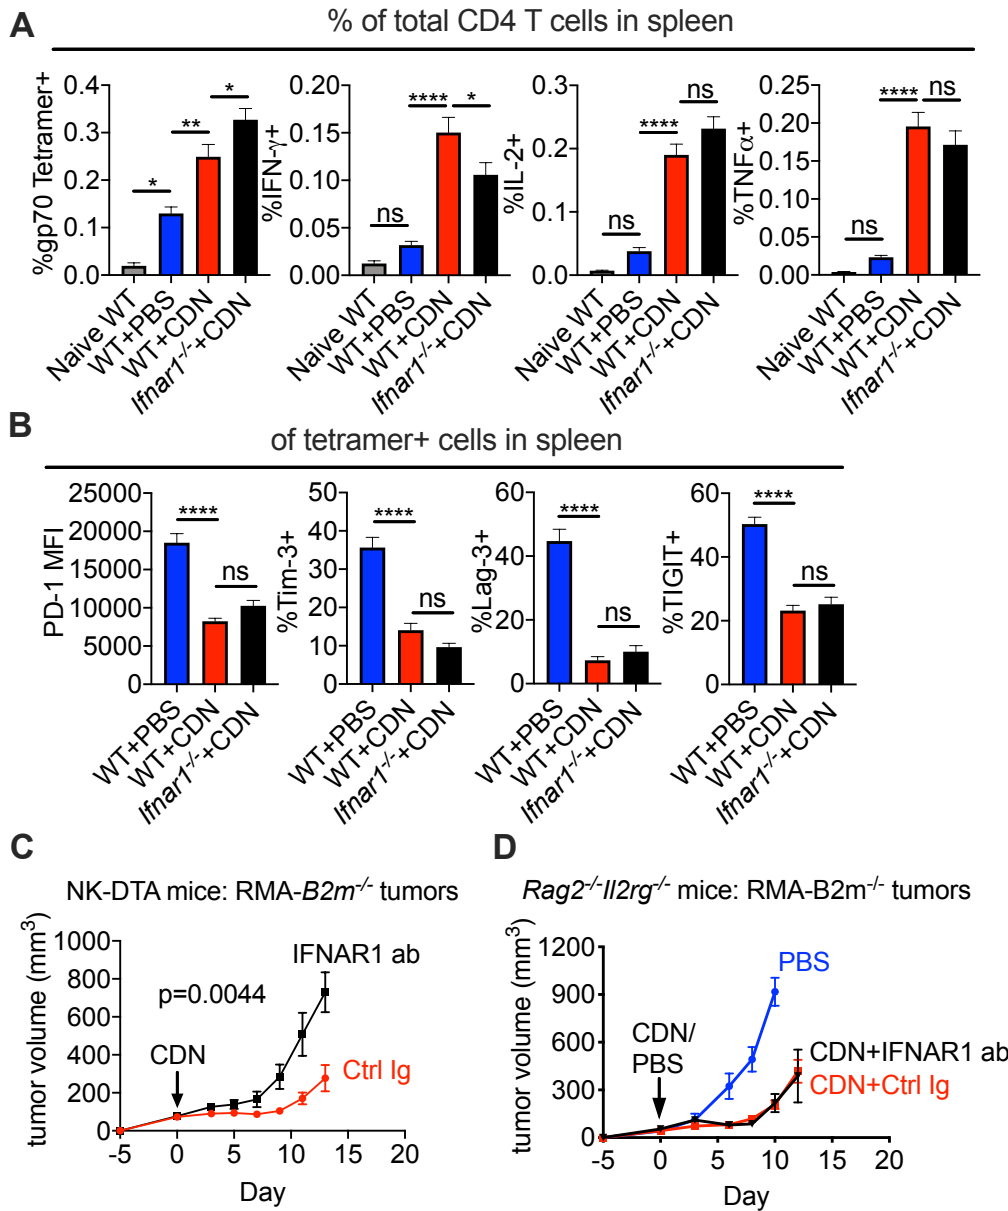 A
% of total CD4 T cells in spleen
%gp70 Tetramer+
0.4
0.3
0.2
0.1
0.0
*
**
*
Naive WT
WT+PBS
WT+CDN
Ifnar1-/-+CDN
%IFN-γ+
0.20
0.15
0.10
0.05
0.00
ns
****
*
Naive WT
WT+PBS
WT+CDN
Ifnar1-/-+CDN
%IL-2+
0.3
0.2
0.1
0.0
ns
****
ns
Naive WT
WT+PBS
WT+CDN
Ifnar1-/-+CDN
%TNFα+
0.25
0.20
0.15
0.10
0.05
0.00
ns
****
ns
Naive WT
WT+PBS
WT+CDN
Ifnar1-/-+CDN
B
of tetramer+ cells in spleen
PD-1 MFI
25000
20000
15000
10000
5000
0
****
ns
WT+PBS
WT+CDN
Ifnar1-/-+CDN
%Tim-3+
50
40
30
20
10
0
****
ns
WT+PBS
WT+CDN
Ifnar1-/-+CDN
%Lag-3+
60
40
20
0
****
ns
WT+PBS
WT+CDN
Ifnar1-/-+CDN
%TIGIT+
60
40
20
0
****
ns
WT+PBS
WT+CDN
Ifnar1-/-+CDN
C
NK-DTA mice: RMA-B2m-/- tumors
tumor volume (mm3)
1000
800
600
400
200
0
p=0.0044
CDN
IFNAR1 ab
Ctrl Ig
-5 0 5 10 15 20
Day
D
Rag2-/-Il2rg-/- mice: RMA-B2m-/- tumors
tumor volume (mm3)
1200
900
600
300
0
CDN/
PBS
PBS
CDN+IFNAR1 ab
CDN+Ctrl Ig
-5 0 5 10 15 20
Day